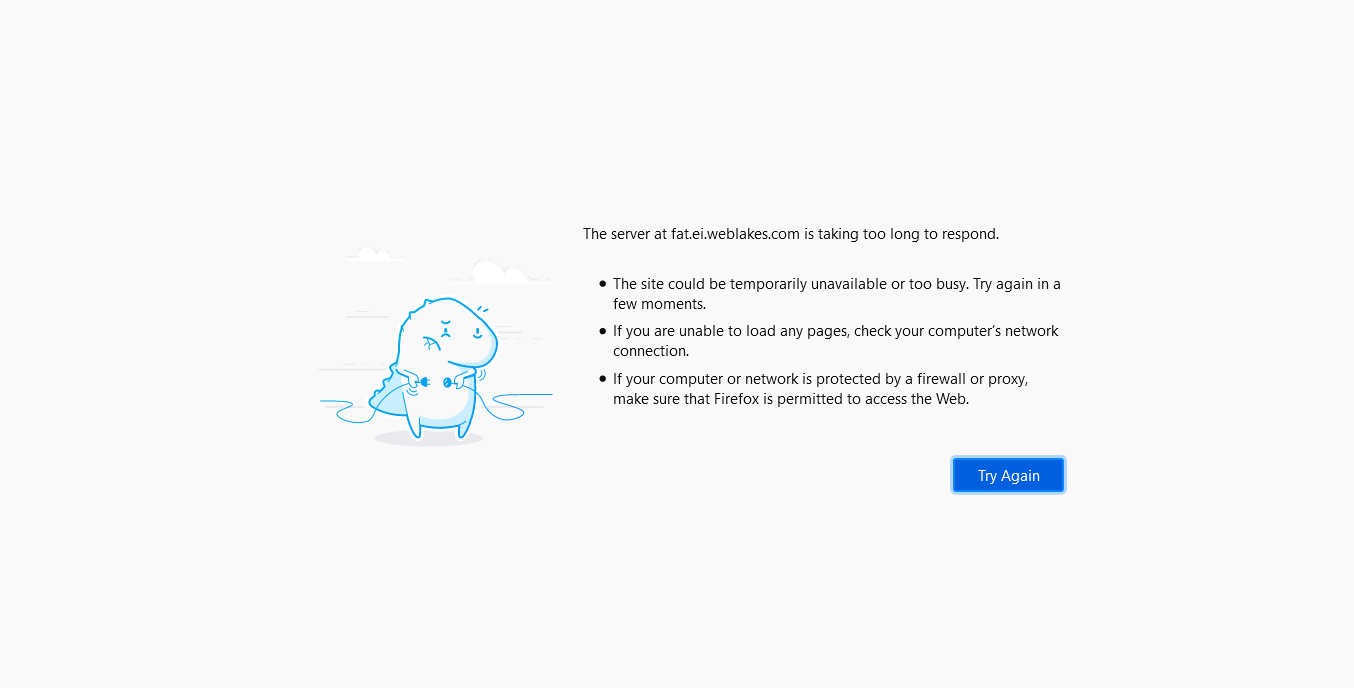 The server at fat.ei.weblakes.com is taking too long to respond.
The site could be temporarily unavailable or too busy. Try again in a
few moments.
If you are unable to load any pages, check your computer’s network
connection.
If your computer or network is protected by a firewall or proxy,
make sure that Firefox is permitted to access the Web.
Try Again